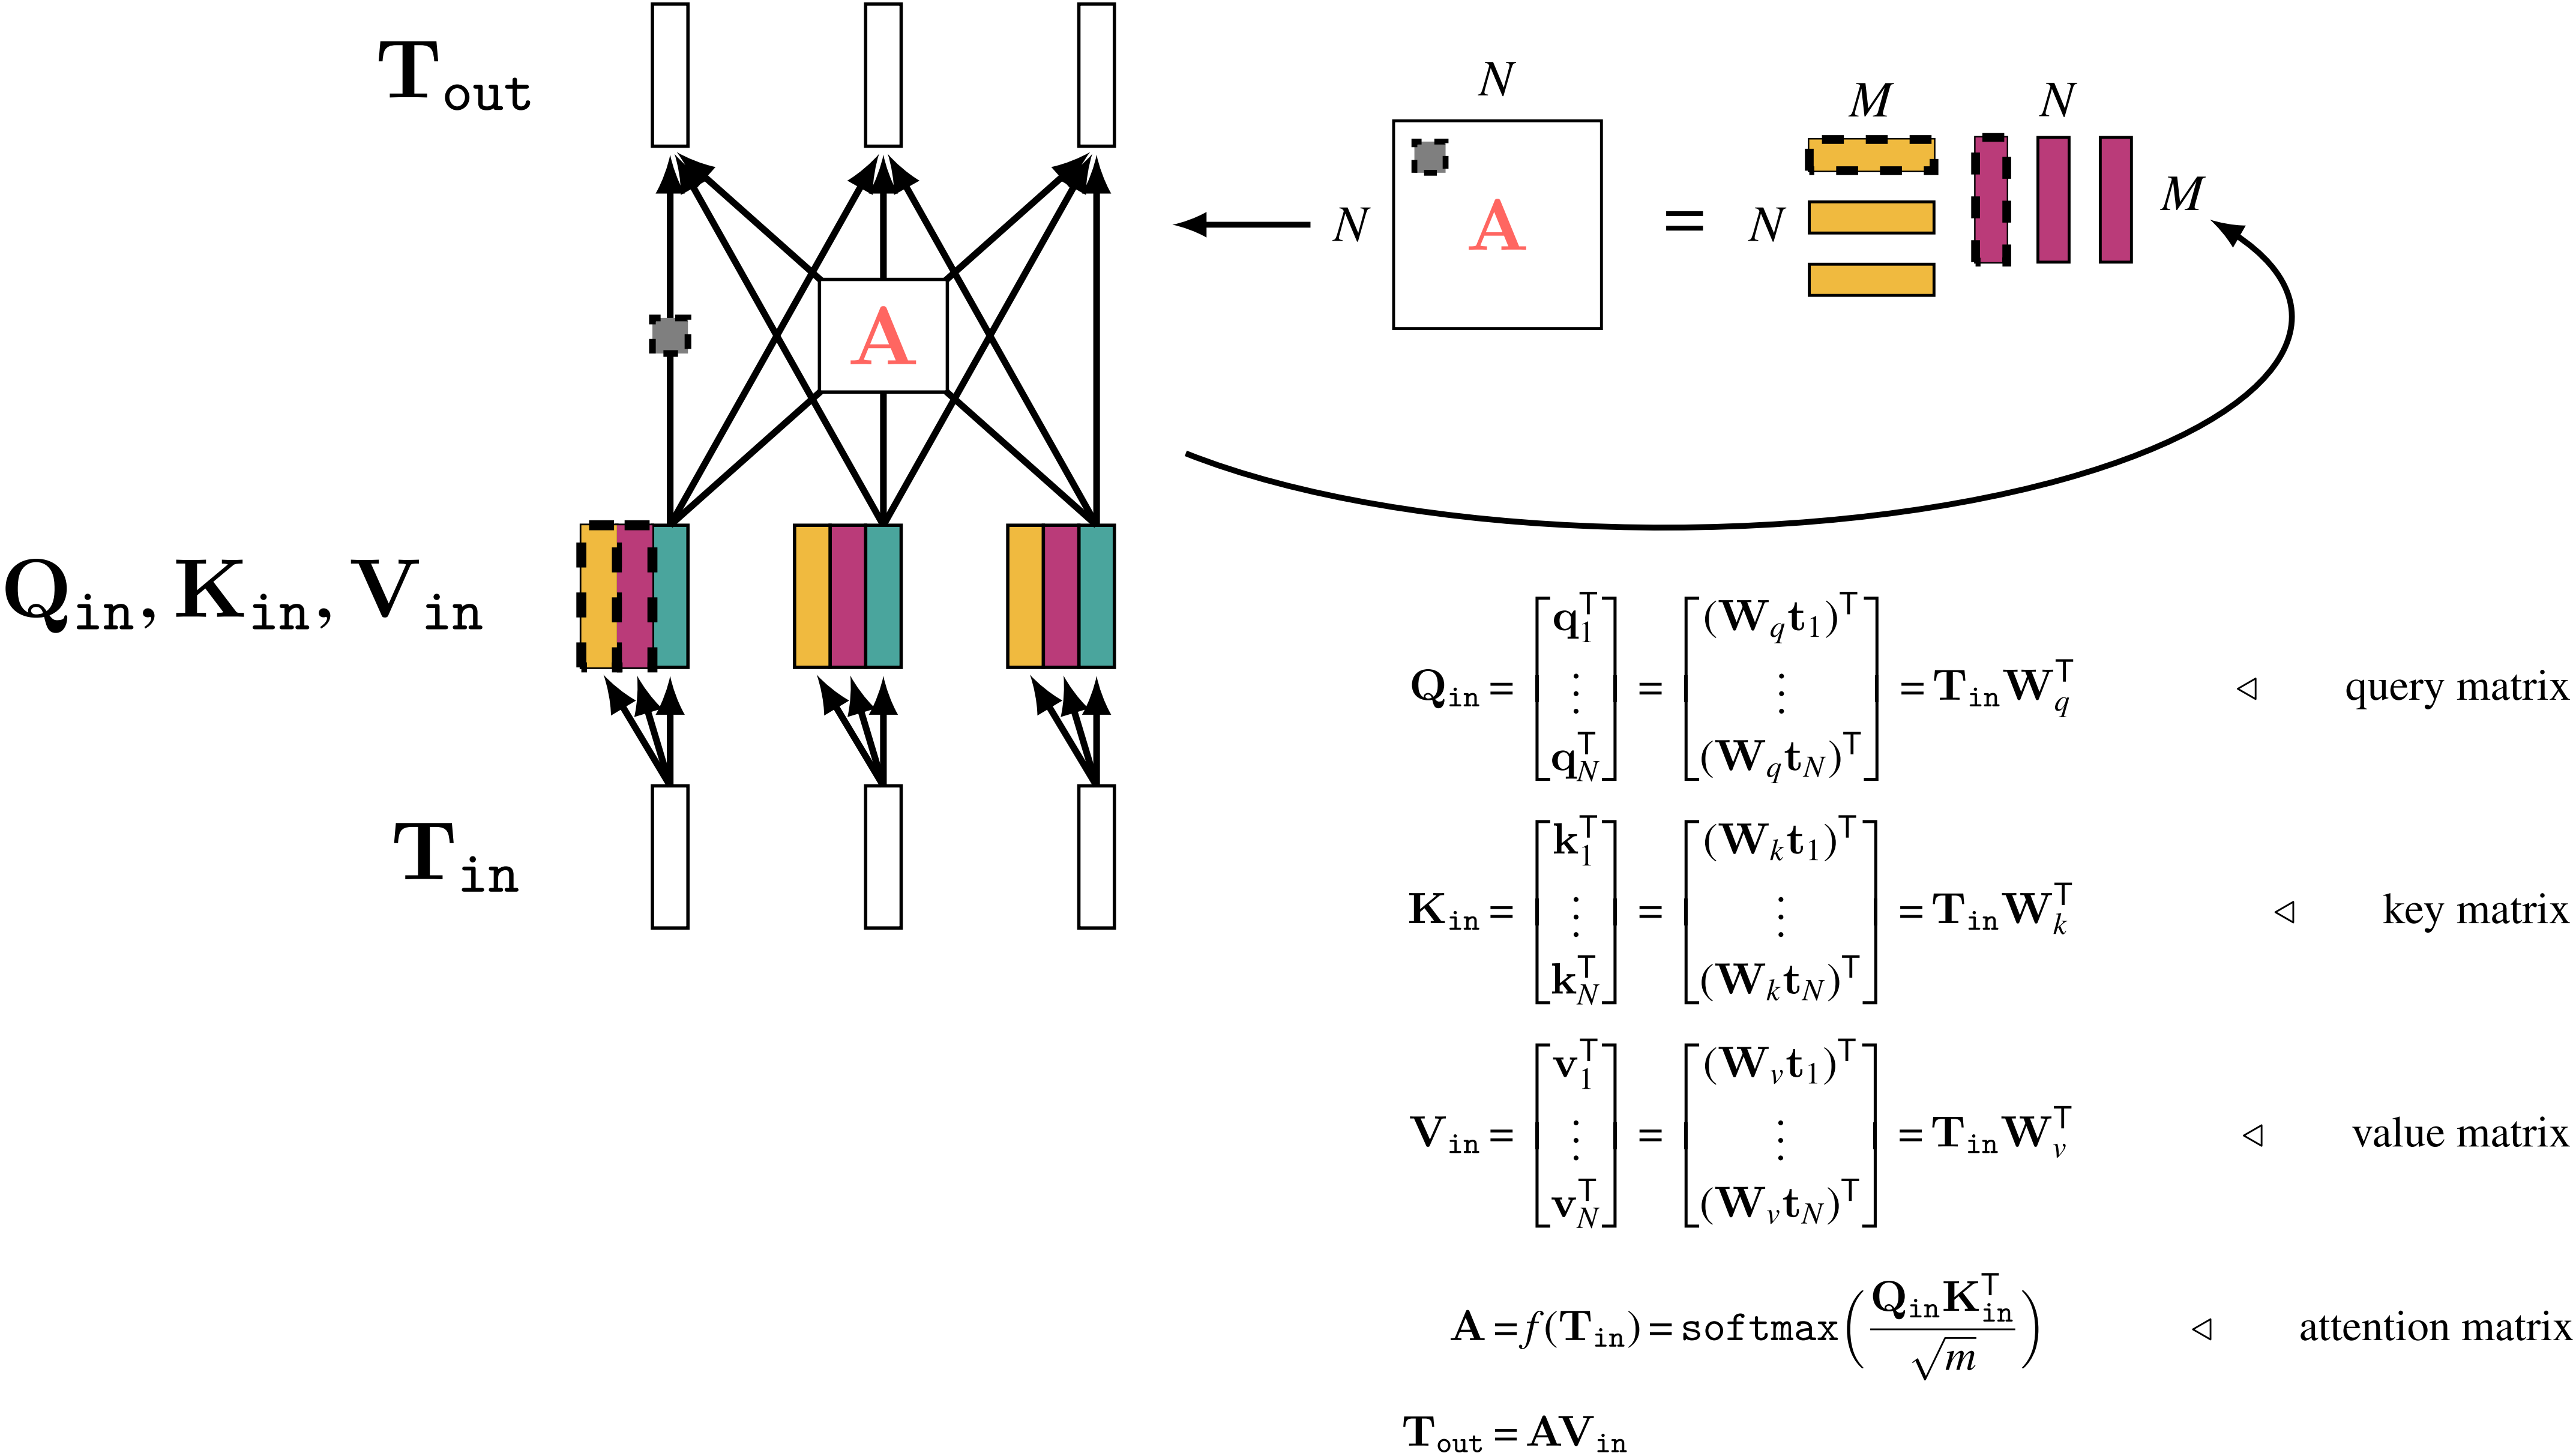 T_out
N
M
N
N
A
=
N
M
A
Q_in, K_in, V_in
T_in
Q_in = [q_1^T ⋮ q_N^T] = [(W_q t_1)^T ⋮ (W_q t_N)^T] = T_in W_q^T ◁ query matrix
K_in = [k_1^T ⋮ k_N^T] = [(W_k t_1)^T ⋮ (W_k t_N)^T] = T_in W_k^T ◁ key matrix
V_in = [v_1^T ⋮ v_N^T] = [(W_v t_1)^T ⋮ (W_v t_N)^T] = T_in W_v^T ◁ value matrix
A = f(T_in) = softmax(Q_in K_in^T / √m) ◁ attention matrix
T_out = AV_in